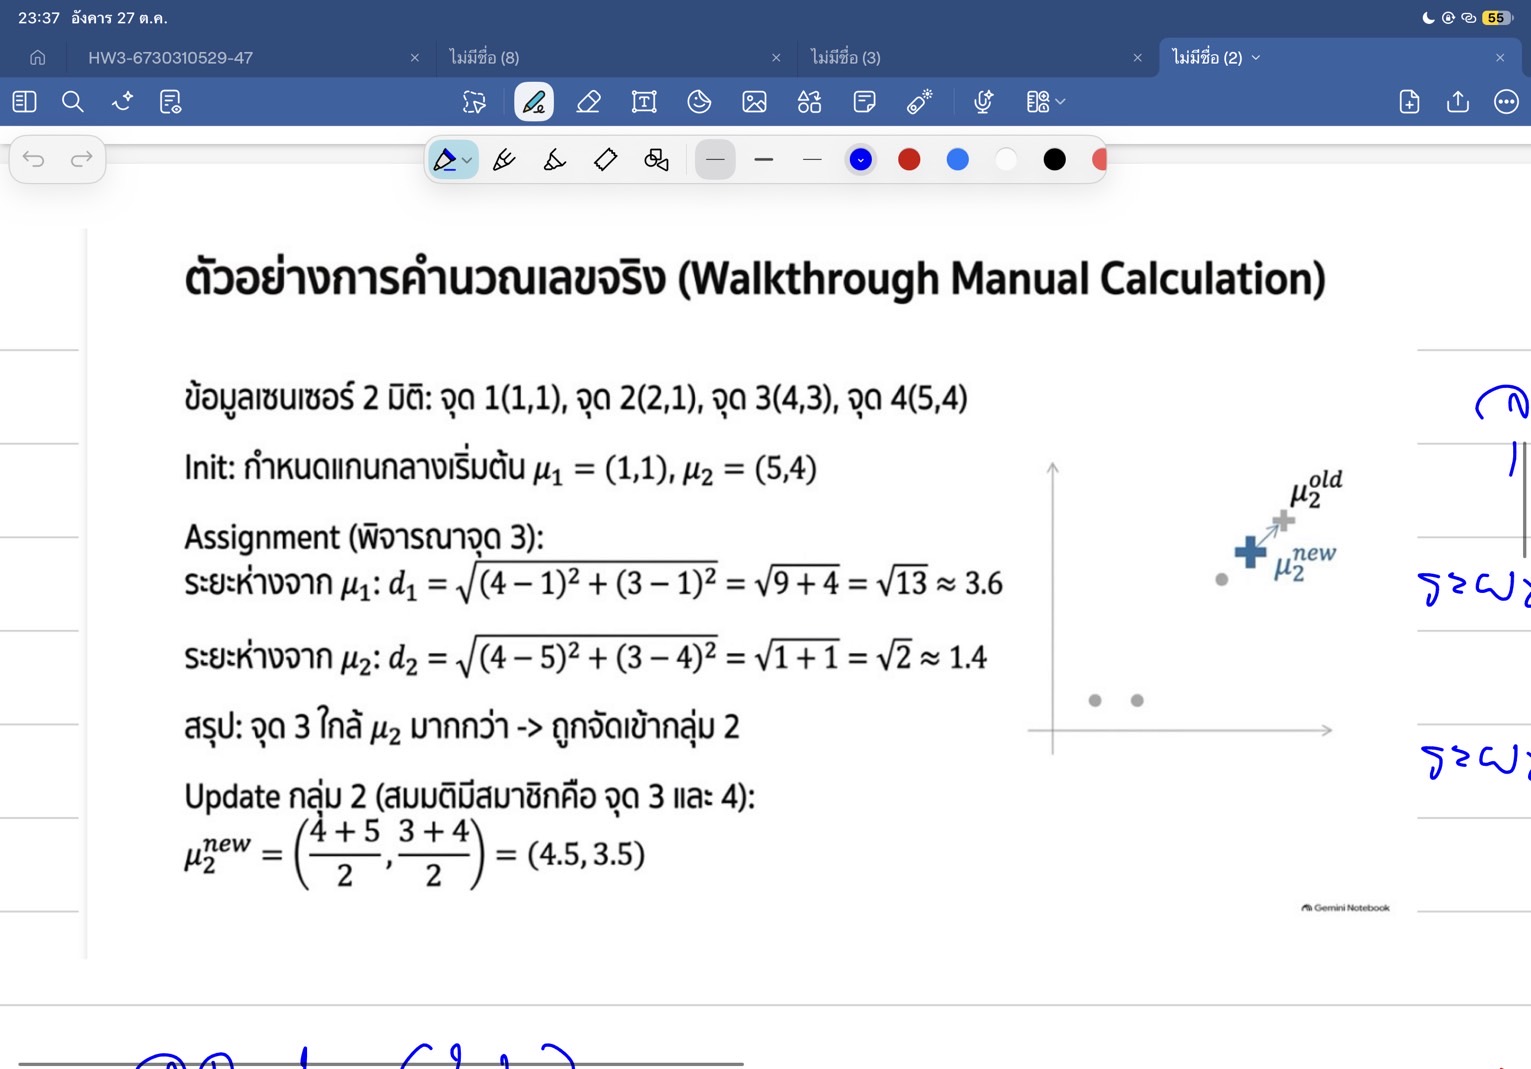 23:37 อังคาร 27 ต.ค.
55
HW3-6730310529-47
ไม่มีชื่อ (8)
ไม่มีชื่อ (3)
ไม่มีชื่อ (2)
ตัวอย่างการคำนวณเลขจริง (Walkthrough Manual Calculation)
ข้อมูลเซนเซอร์ 2 มิติ: จุด 1(1,1), จุด 2(2,1), จุด 3(4,3), จุด 4(5,4)
Init: กำหนดแกนกลางเริ่มต้น μ₁ = (1,1), μ₂ = (5,4)
Assignment (พิจารณาจุด 3):
ระยะห่างจาก μ₁: d₁ = √((4 − 1)² + (3 − 1)²) = √(9 + 4) = √13 ≈ 3.6
ระยะห่างจาก μ₂: d₂ = √((4 − 5)² + (3 − 4)²) = √(1 + 1) = √2 ≈ 1.4
สรุป: จุด 3 ใกล้ μ₂ มากกว่า -> ถูกจัดเข้ากลุ่ม 2
Update กลุ่ม 2 (สมมติมีสมาชิกคือ จุด 3 และ 4):
μ₂^new = ((4 + 5)/2, (3 + 4)/2) = (4.5, 3.5)
μ₂^old
μ₂^new
Gemini Notebook